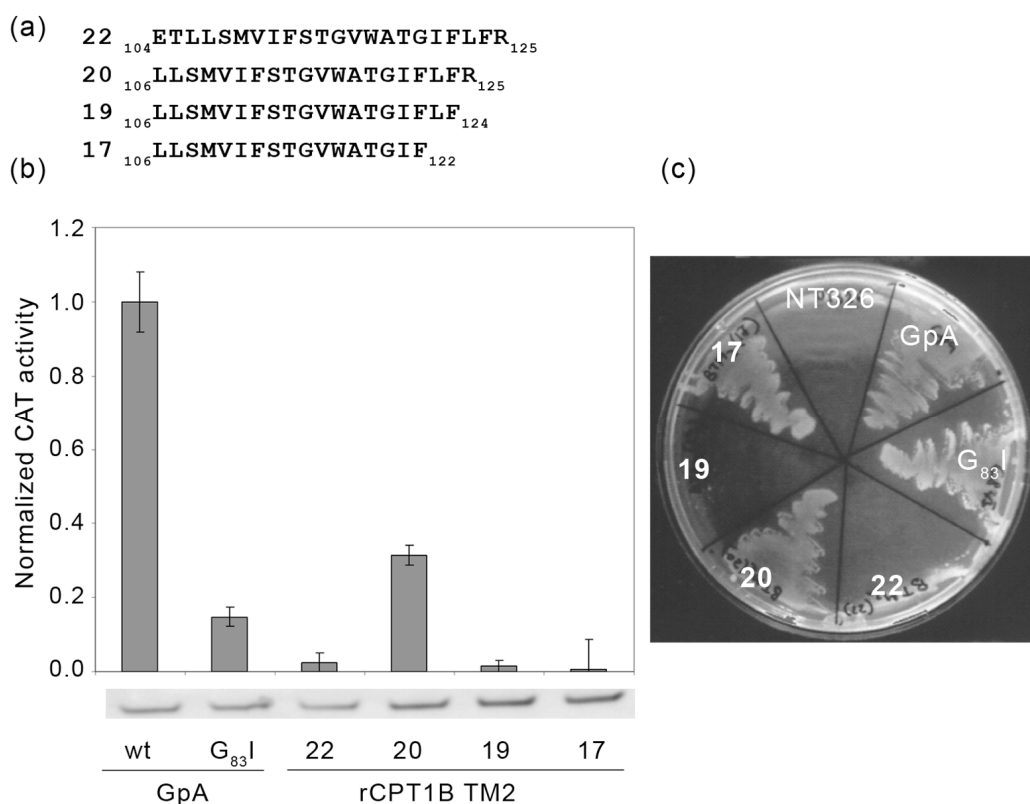 (a)
22 104ETLLSMVIFSTGVWATGIFLFR125
20 106LLSMVIFSTGVWATGIFLFR125
19 106LLSMVIFSTGVWATGIFLF124
17 106LLSMVIFSTGVWATGIF122
(b)
Normalized CAT activity
1.2
1.0
0.8
0.6
0.4
0.2
0.0
wt G83I 22 20 19 17
GpA rCPT1B TM2
(c)
NT326
GpA
17
G83I
19
20
22